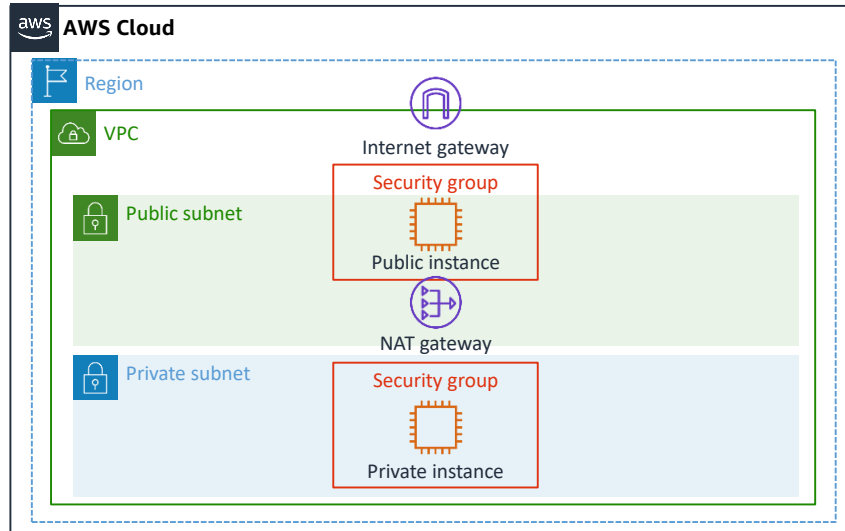 aws
AWS Cloud
Region
VPC
Internet gateway
Security group
Public subnet
Public instance
NAT gateway
Private subnet
Security group
Private instance